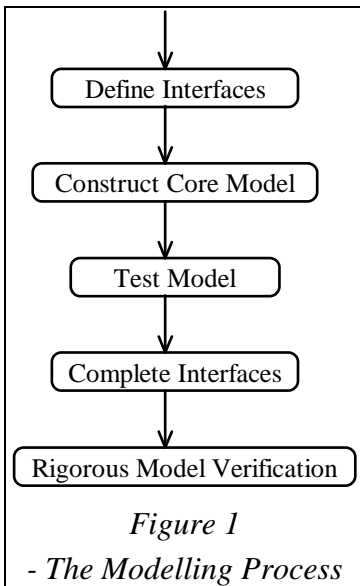 Define Interfaces
Construct Core Model
Test Model
Complete Interfaces
Rigorous Model Verification
Figure 1
- The Modelling Process